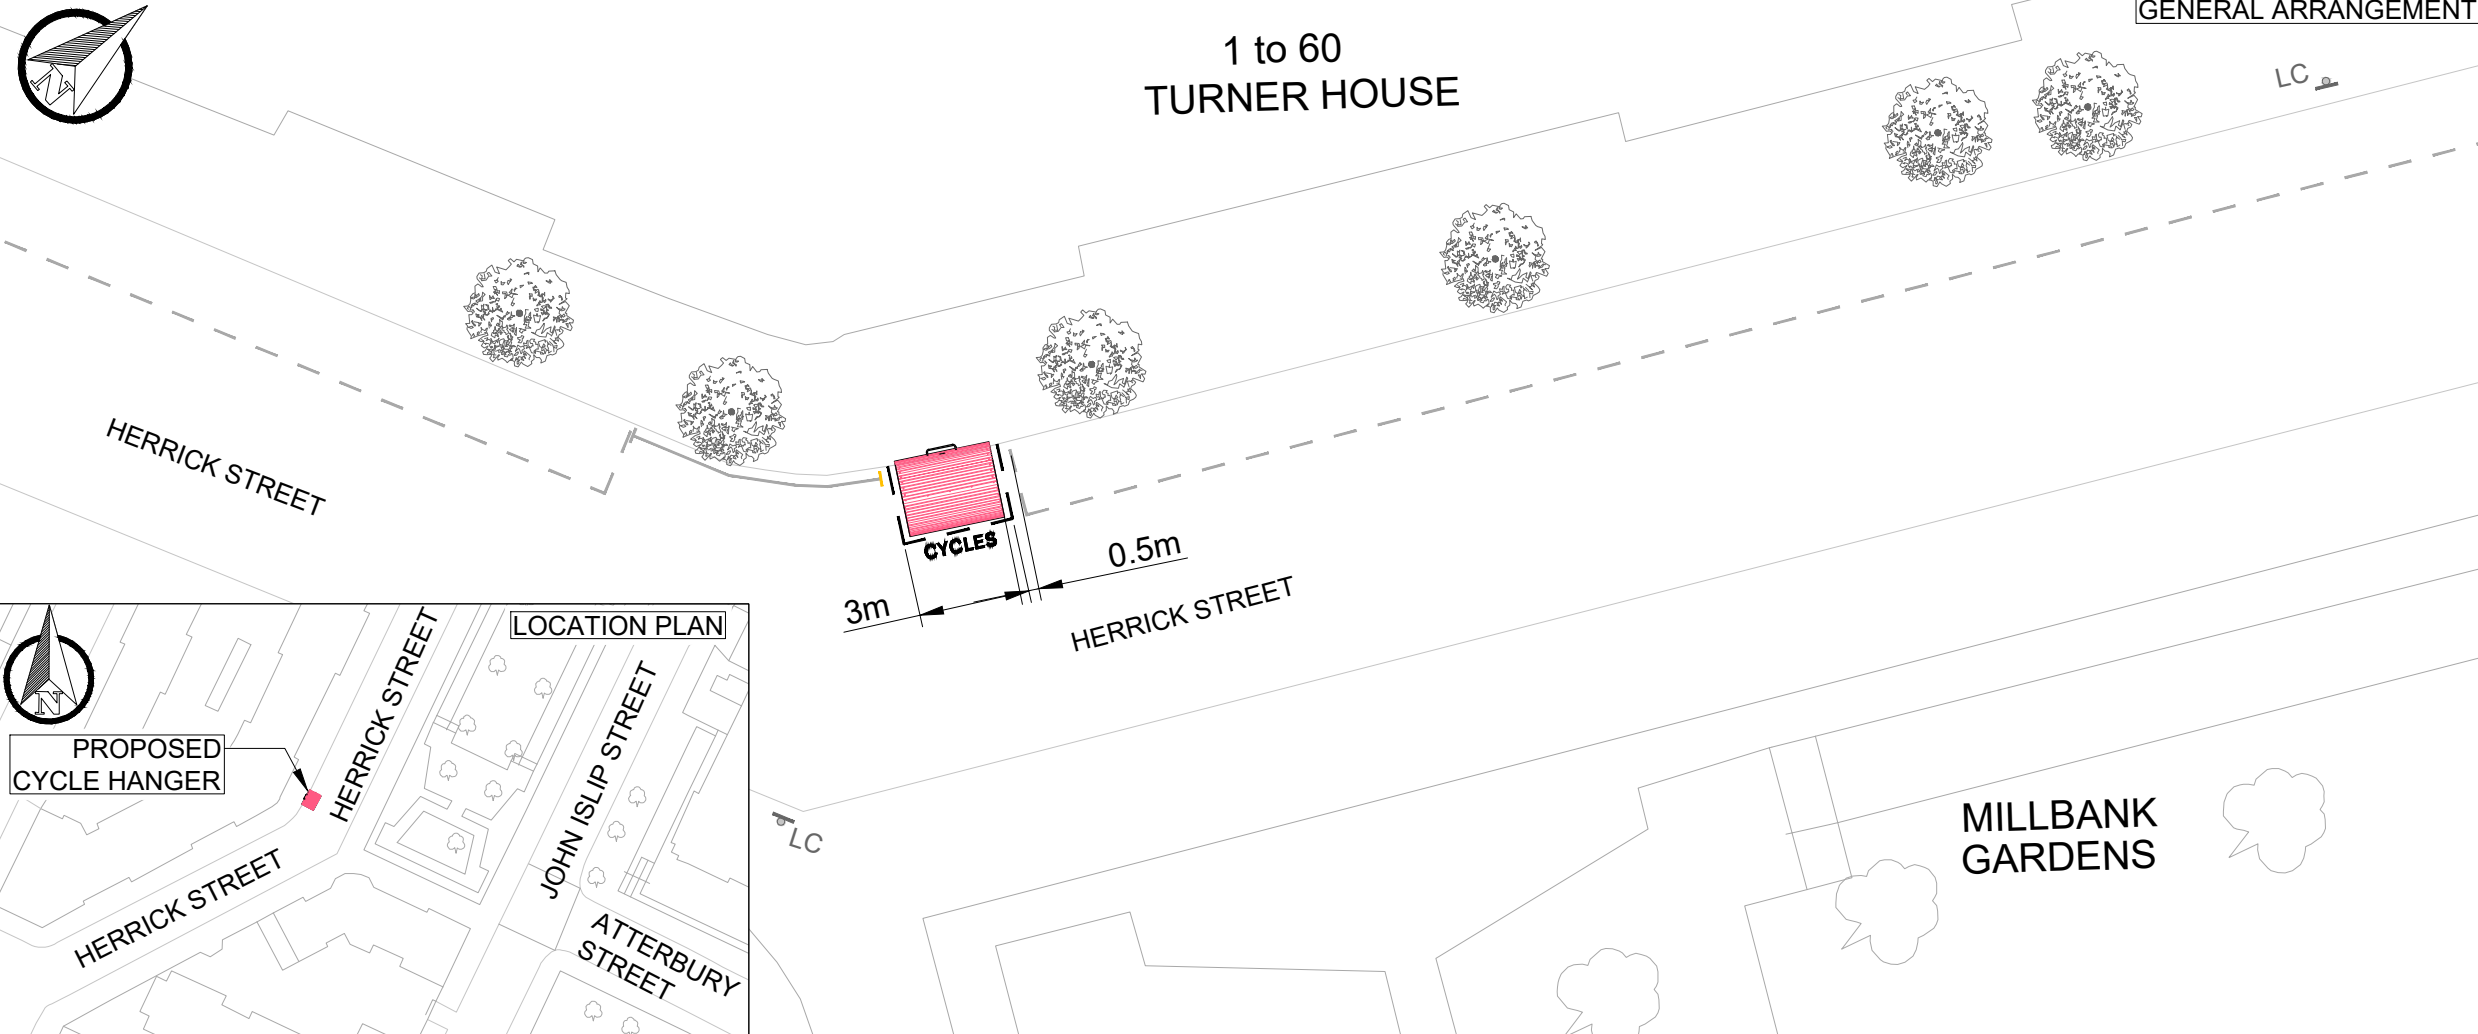 GENERAL ARRANGEMENT
N
1 to 60
TURNER HOUSE
LC
HERRICK STREET
CYCLES
0.5m
3m
HERRICK STREET
LOCATION PLAN
N
HERRICK STREET
JOHN ISLIP STREET
PROPOSED
CYCLE HANGER
HERRICK STREET
ATTERBURY
STREET
LC
MILLBANK
GARDENS